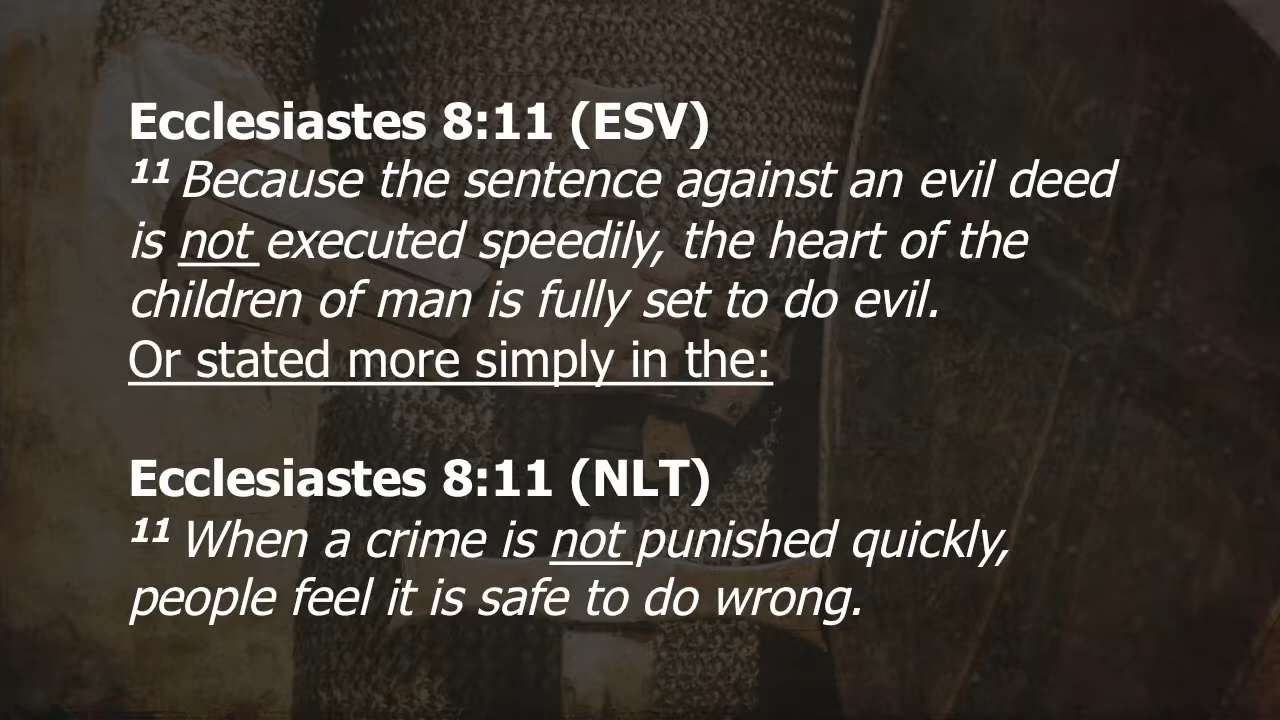 Ecclesiastes 8:11 (ESV)
11 Because the sentence against an evil deed
is not executed speedily, the heart of the
children of man is fully set to do evil.
Or stated more simply in the:
Ecclesiastes 8:11 (NLT)
11 When a crime is not punished quickly,
people feel it is safe to do wrong.